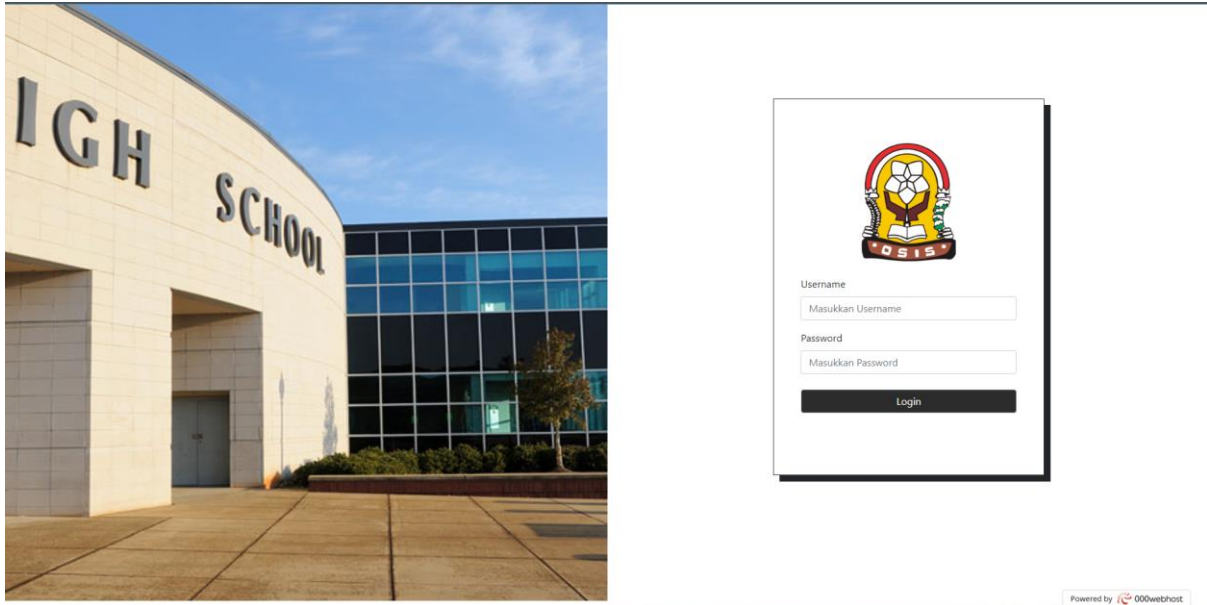 IGH SCHOOL
OSIS
Username
Masukkan Username
Password
Masukkan Password
Login
Powered by 000webhost